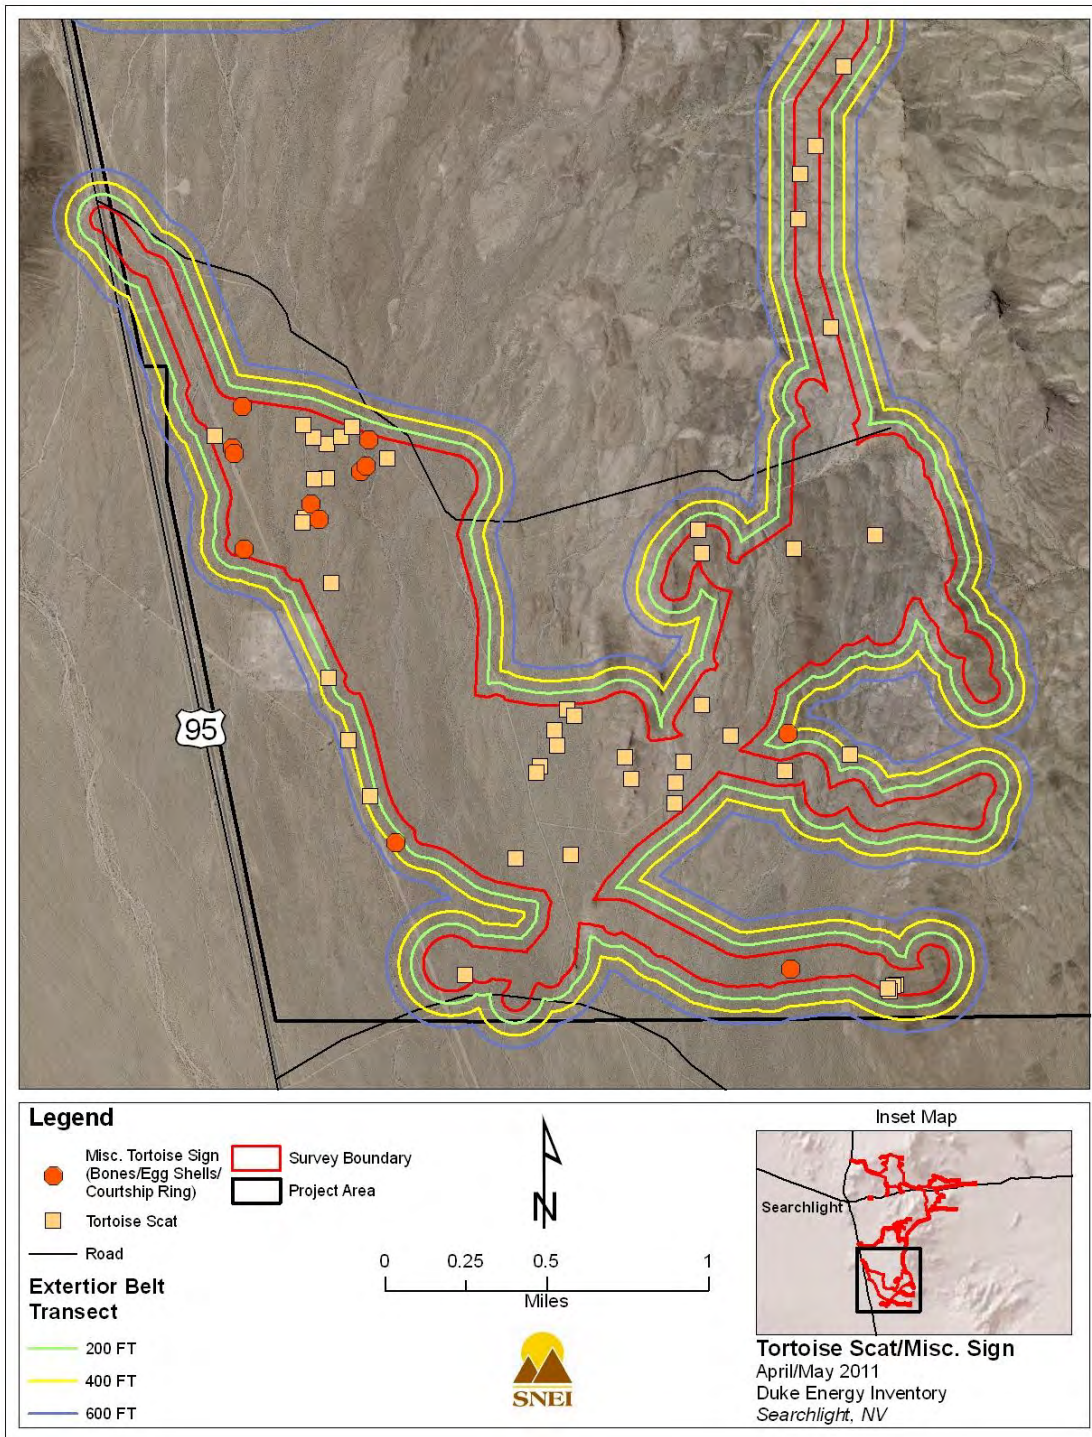 95
Legend
Misc. Tortoise Sign
(Bones/Egg Shells/
Courtship Ring)
Tortoise Scat
Road
Survey Boundary
Project Area
Extertior Belt
Transect
200 FT
400 FT
600 FT
N
0 0.25 0.5 1
Miles
SNEI
Inset Map
Searchlight
Tortoise Scat/Misc. Sign
April/May 2011
Duke Energy Inventory
Searchlight, NV